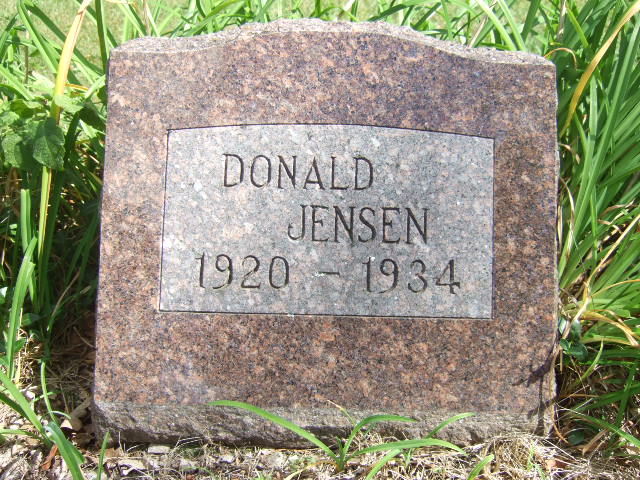 DONALD
JENSEN
1920 – 1934